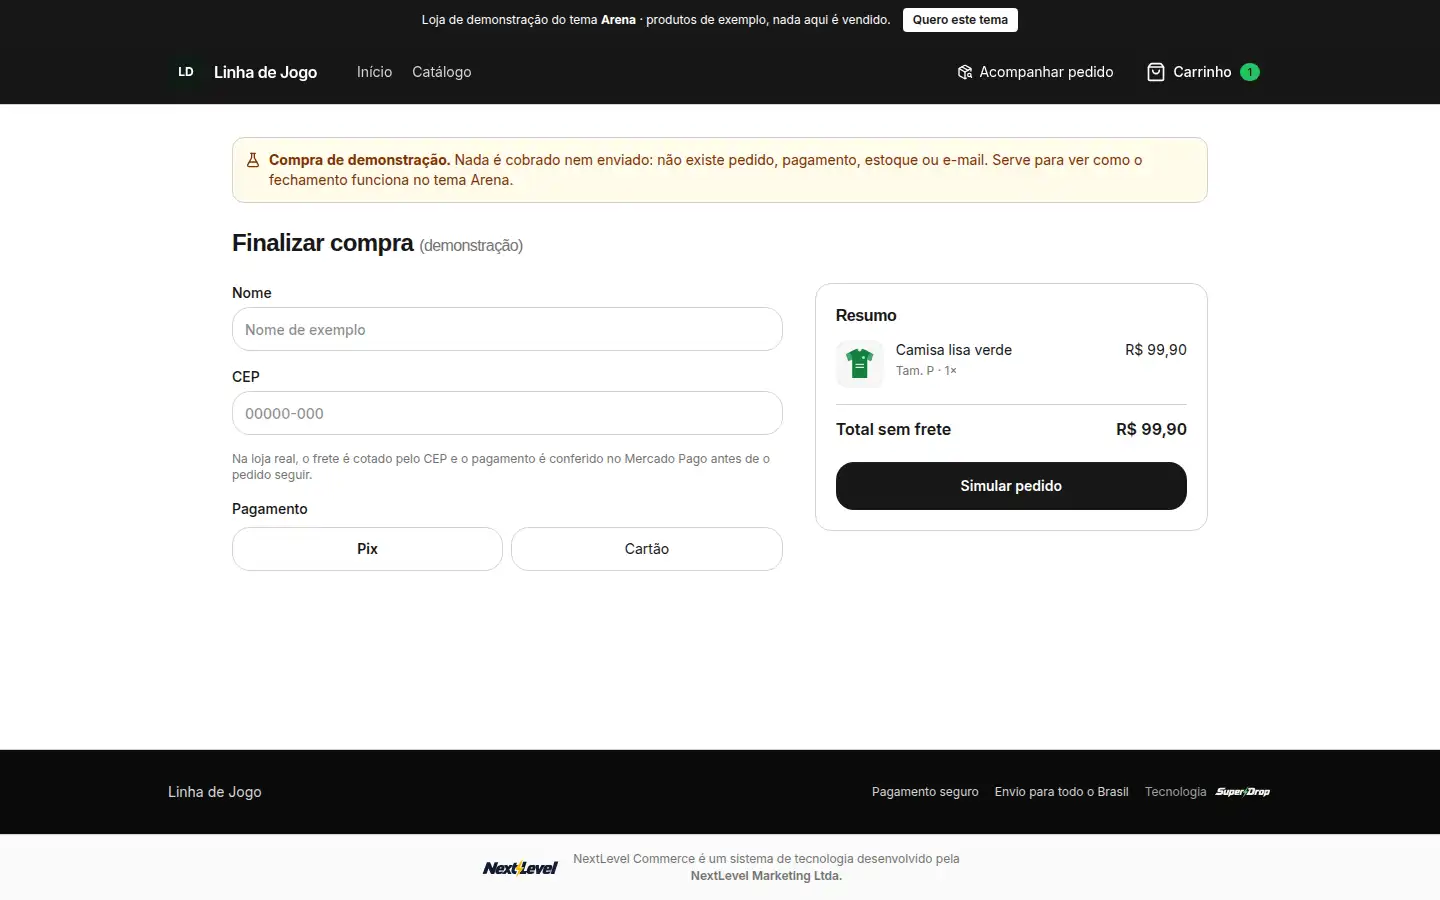 Loja de demonstração do tema Arena · produtos de exemplo, nada aqui é vendido. Quero este tema
LD Linha de Jogo Início Catálogo Acompanhar pedido Carrinho 1
Compra de demonstração. Nada é cobrado nem enviado: não existe pedido, pagamento, estoque ou e-mail. Serve para ver como o
fechamento funciona no tema Arena.
Finalizar compra (demonstração)
Nome
Nome de exemplo
CEP
00000-000
Na loja real, o frete é cotado pelo CEP e o pagamento é conferido no Mercado Pago antes de o
pedido seguir.
Pagamento
Pix
Cartão
Resumo
Camisa lisa verde R$ 99,90
Tam. P · 1×
Total sem frete R$ 99,90
Simular pedido
Linha de Jogo Pagamento seguro Envio para todo o Brasil Tecnologia SuperDrop
NextLevel NextLevel Commerce é um sistema de tecnologia desenvolvido pela
NextLevel Marketing Ltda.